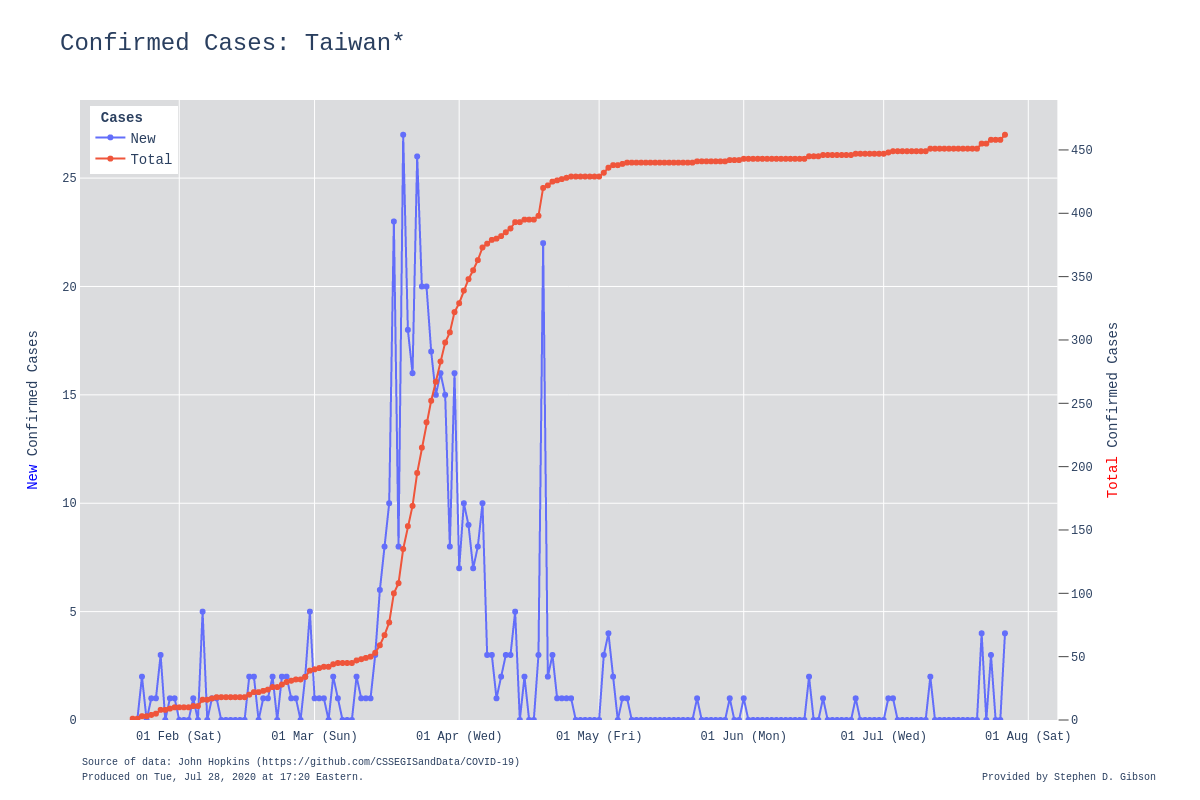 Confirmed Cases: Taiwan*
Cases
New
Total
25
20
15
10
5
0
450
400
350
300
250
200
150
100
50
0
New Confirmed Cases
Total Confirmed Cases
01 Feb (Sat)
01 Mar (Sun)
01 Apr (Wed)
01 May (Fri)
01 Jun (Mon)
01 Jul (Wed)
01 Aug (Sat)
Source of data: John Hopkins (https://github.com/CSSEGISandData/COVID-19)
Produced on Tue, Jul 28, 2020 at 17:20 Eastern.
Provided by Stephen D. Gibson